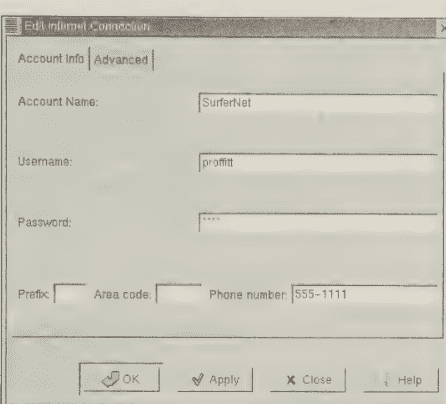 Edit Internet Connection
Account Info Advanced
Account Name: SurferNet
Username: proffitt
Password: ****
Prefix: Area code: Phone number: 555-1111
OK Apply Close Help